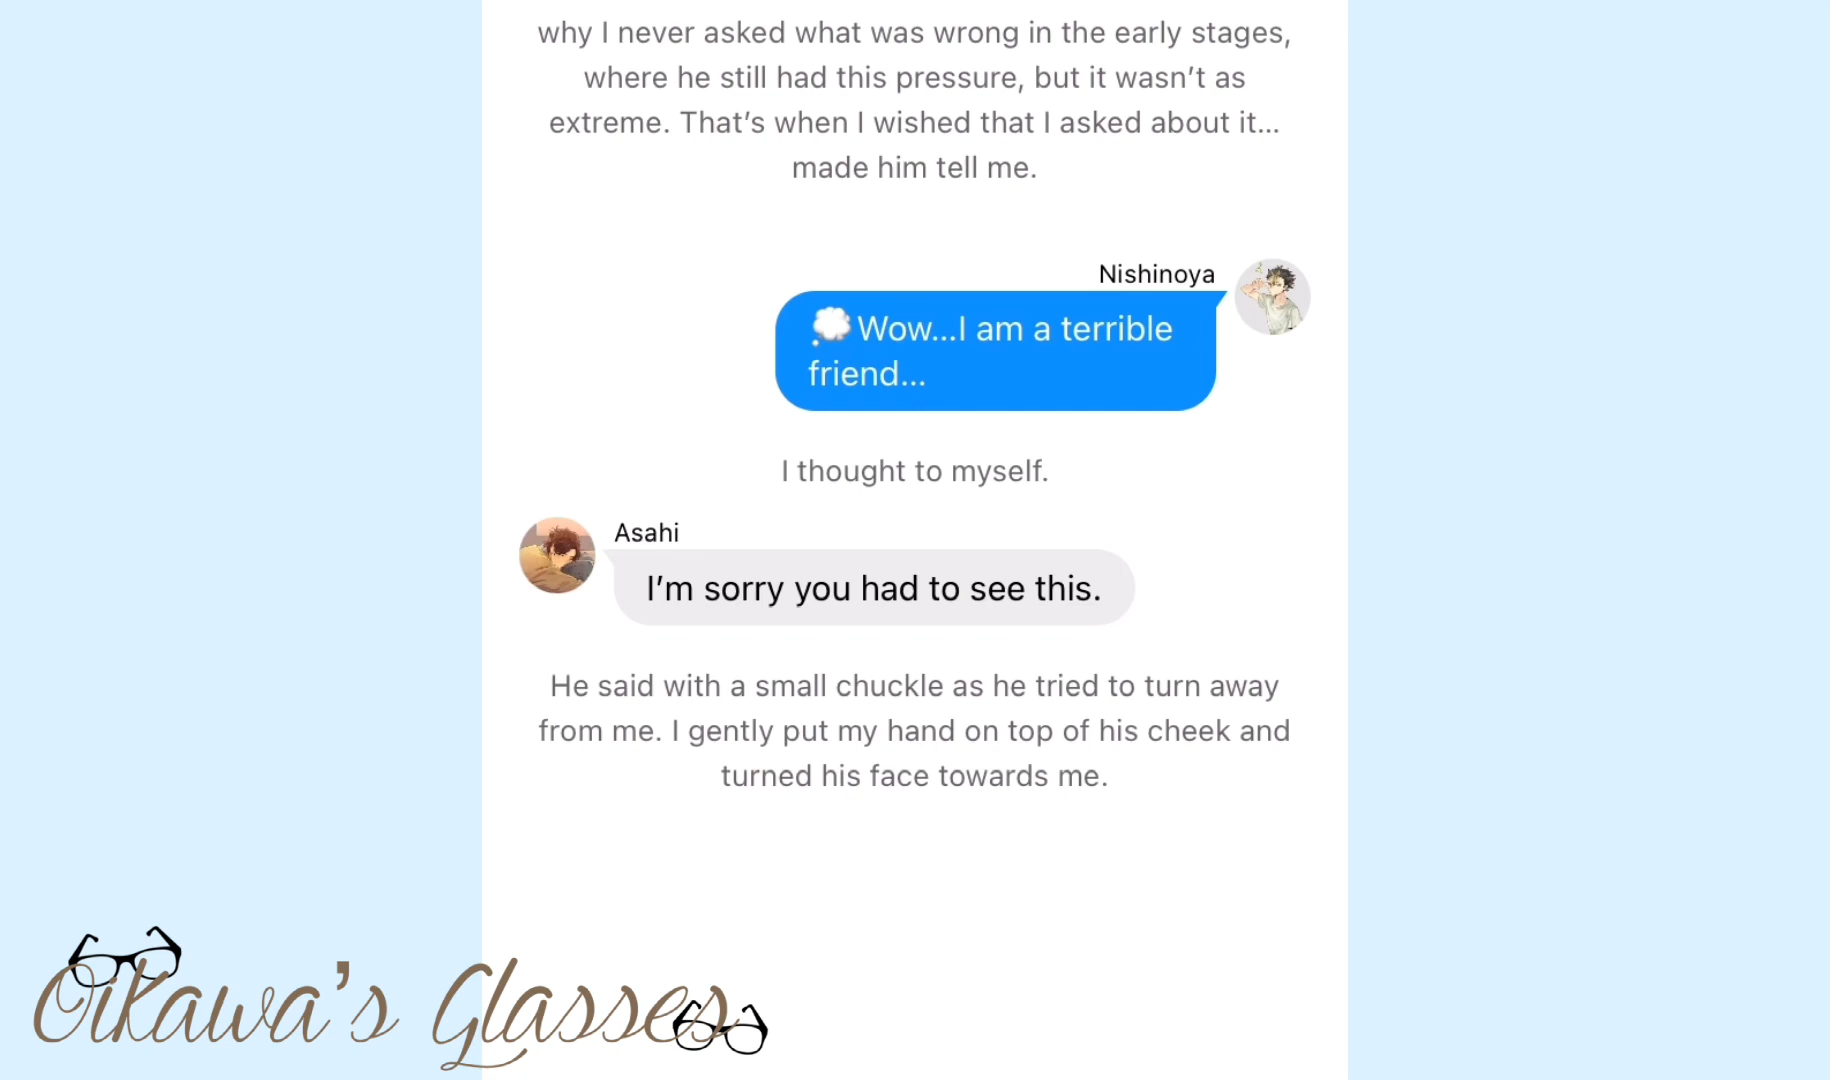 why I never asked what was wrong in the early stages,
where he still had this pressure, but it wasn’t as
extreme. That’s when I wished that I asked about it...
made him tell me.
Nishinoya
💭Wow...I am a terrible
friend...
I thought to myself.
Asahi
I’m sorry you had to see this.
He said with a small chuckle as he tried to turn away
from me. I gently put my hand on top of his cheek and
turned his face towards me.
Oikawa’s Glasses